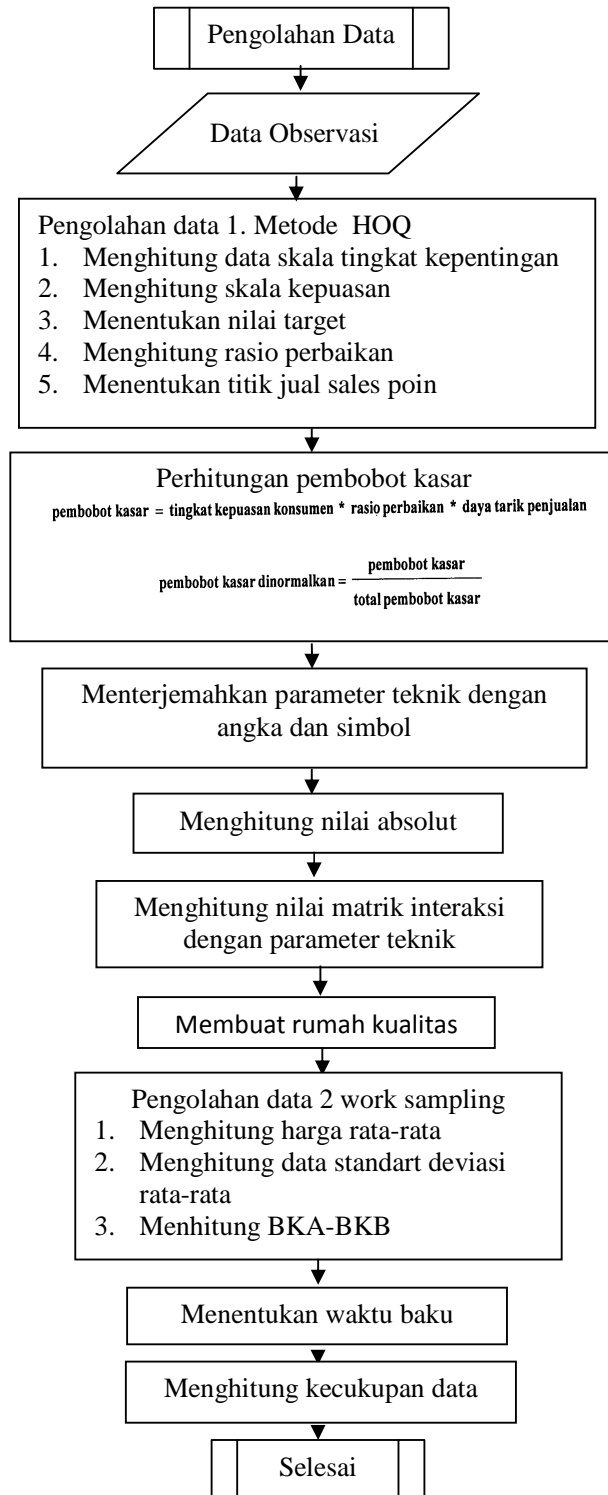 Pengolahan Data
Data Observasi
Pengolahan data 1. Metode HOQ
1. Menghitung data skala tingkat kepentingan
2. Menghitung skala kepuasan
3. Menentukan nilai target
4. Menghitung rasio perbaikan
5. Menentukan titik jual sales poin
Perhitungan pembobot kasar
pembobot kasar = tingkat kepuasan konsumen * rasio perbaikan * daya tarik penjualan
pembobot kasar
pembobot kasar dinormalkan =
total pembobot kasar
Menterjemahkan parameter teknik dengan
angka dan simbol
Menghitung nilai absolut
Menghitung nilai matrik interaksi
dengan parameter teknik
Membuat rumah kualitas
Pengolahan data 2 work sampling
1. Menghitung harga rata-rata
2. Menghitung data standart deviasi
rata-rata
3. Menhitung BKA-BKB
Menentukan waktu baku
Menghitung kecukupan data
Selesai